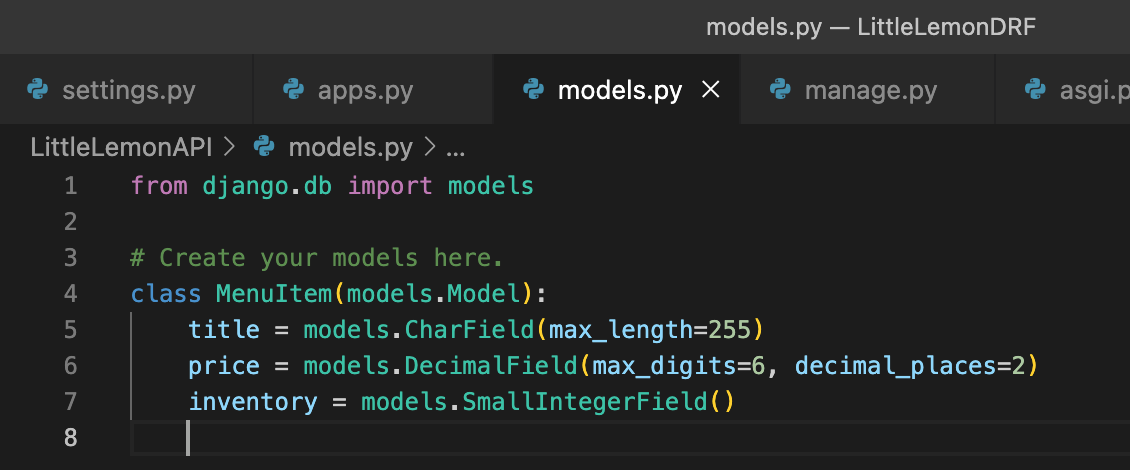 models.py — LittleLemonDRF
settings.py apps.py models.py manage.py asgi.p
LittleLemonAPI > models.py > ...
1 from django.db import models
2
3 # Create your models here.
4 class MenuItem(models.Model):
5     title = models.CharField(max_length=255)
6     price = models.DecimalField(max_digits=6, decimal_places=2)
7     inventory = models.SmallIntegerField()
8